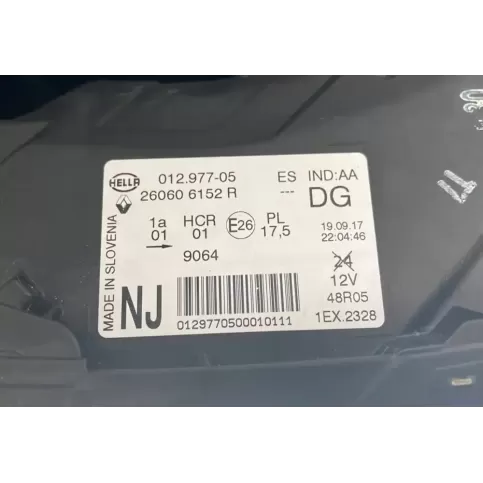 HELLA 012.977-05 ES IND:AA
26060 6152 R --- DG
1a HCR E26 PL 19.09.17
01 01 17,5 22:04:46
9064 24
12V
NJ 48R05
0129770500010111 1EX.2328
MADE IN SLOVENIA